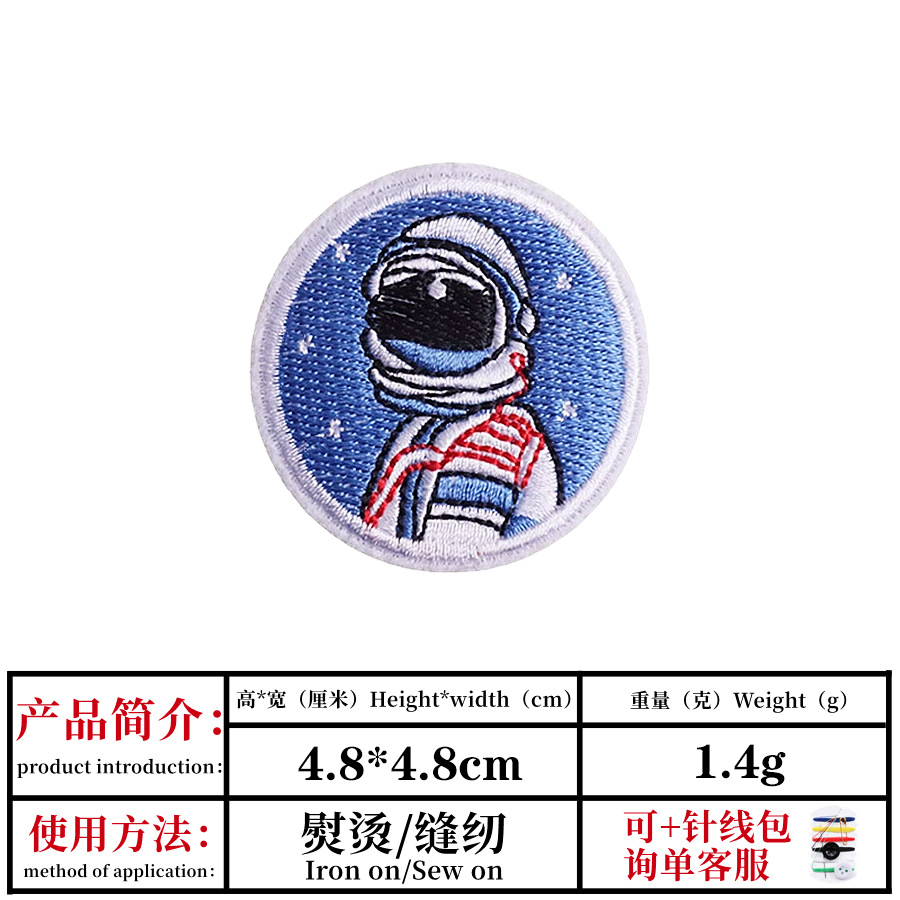 产品简介：
product introduction：
高*宽（厘米）Height*width（cm）
重量（克）Weight（g）
4.8*4.8cm
1.4g
使用方法：
method of application：
熨烫/缝纫
Iron on/Sew on
可+针线包
询单客服